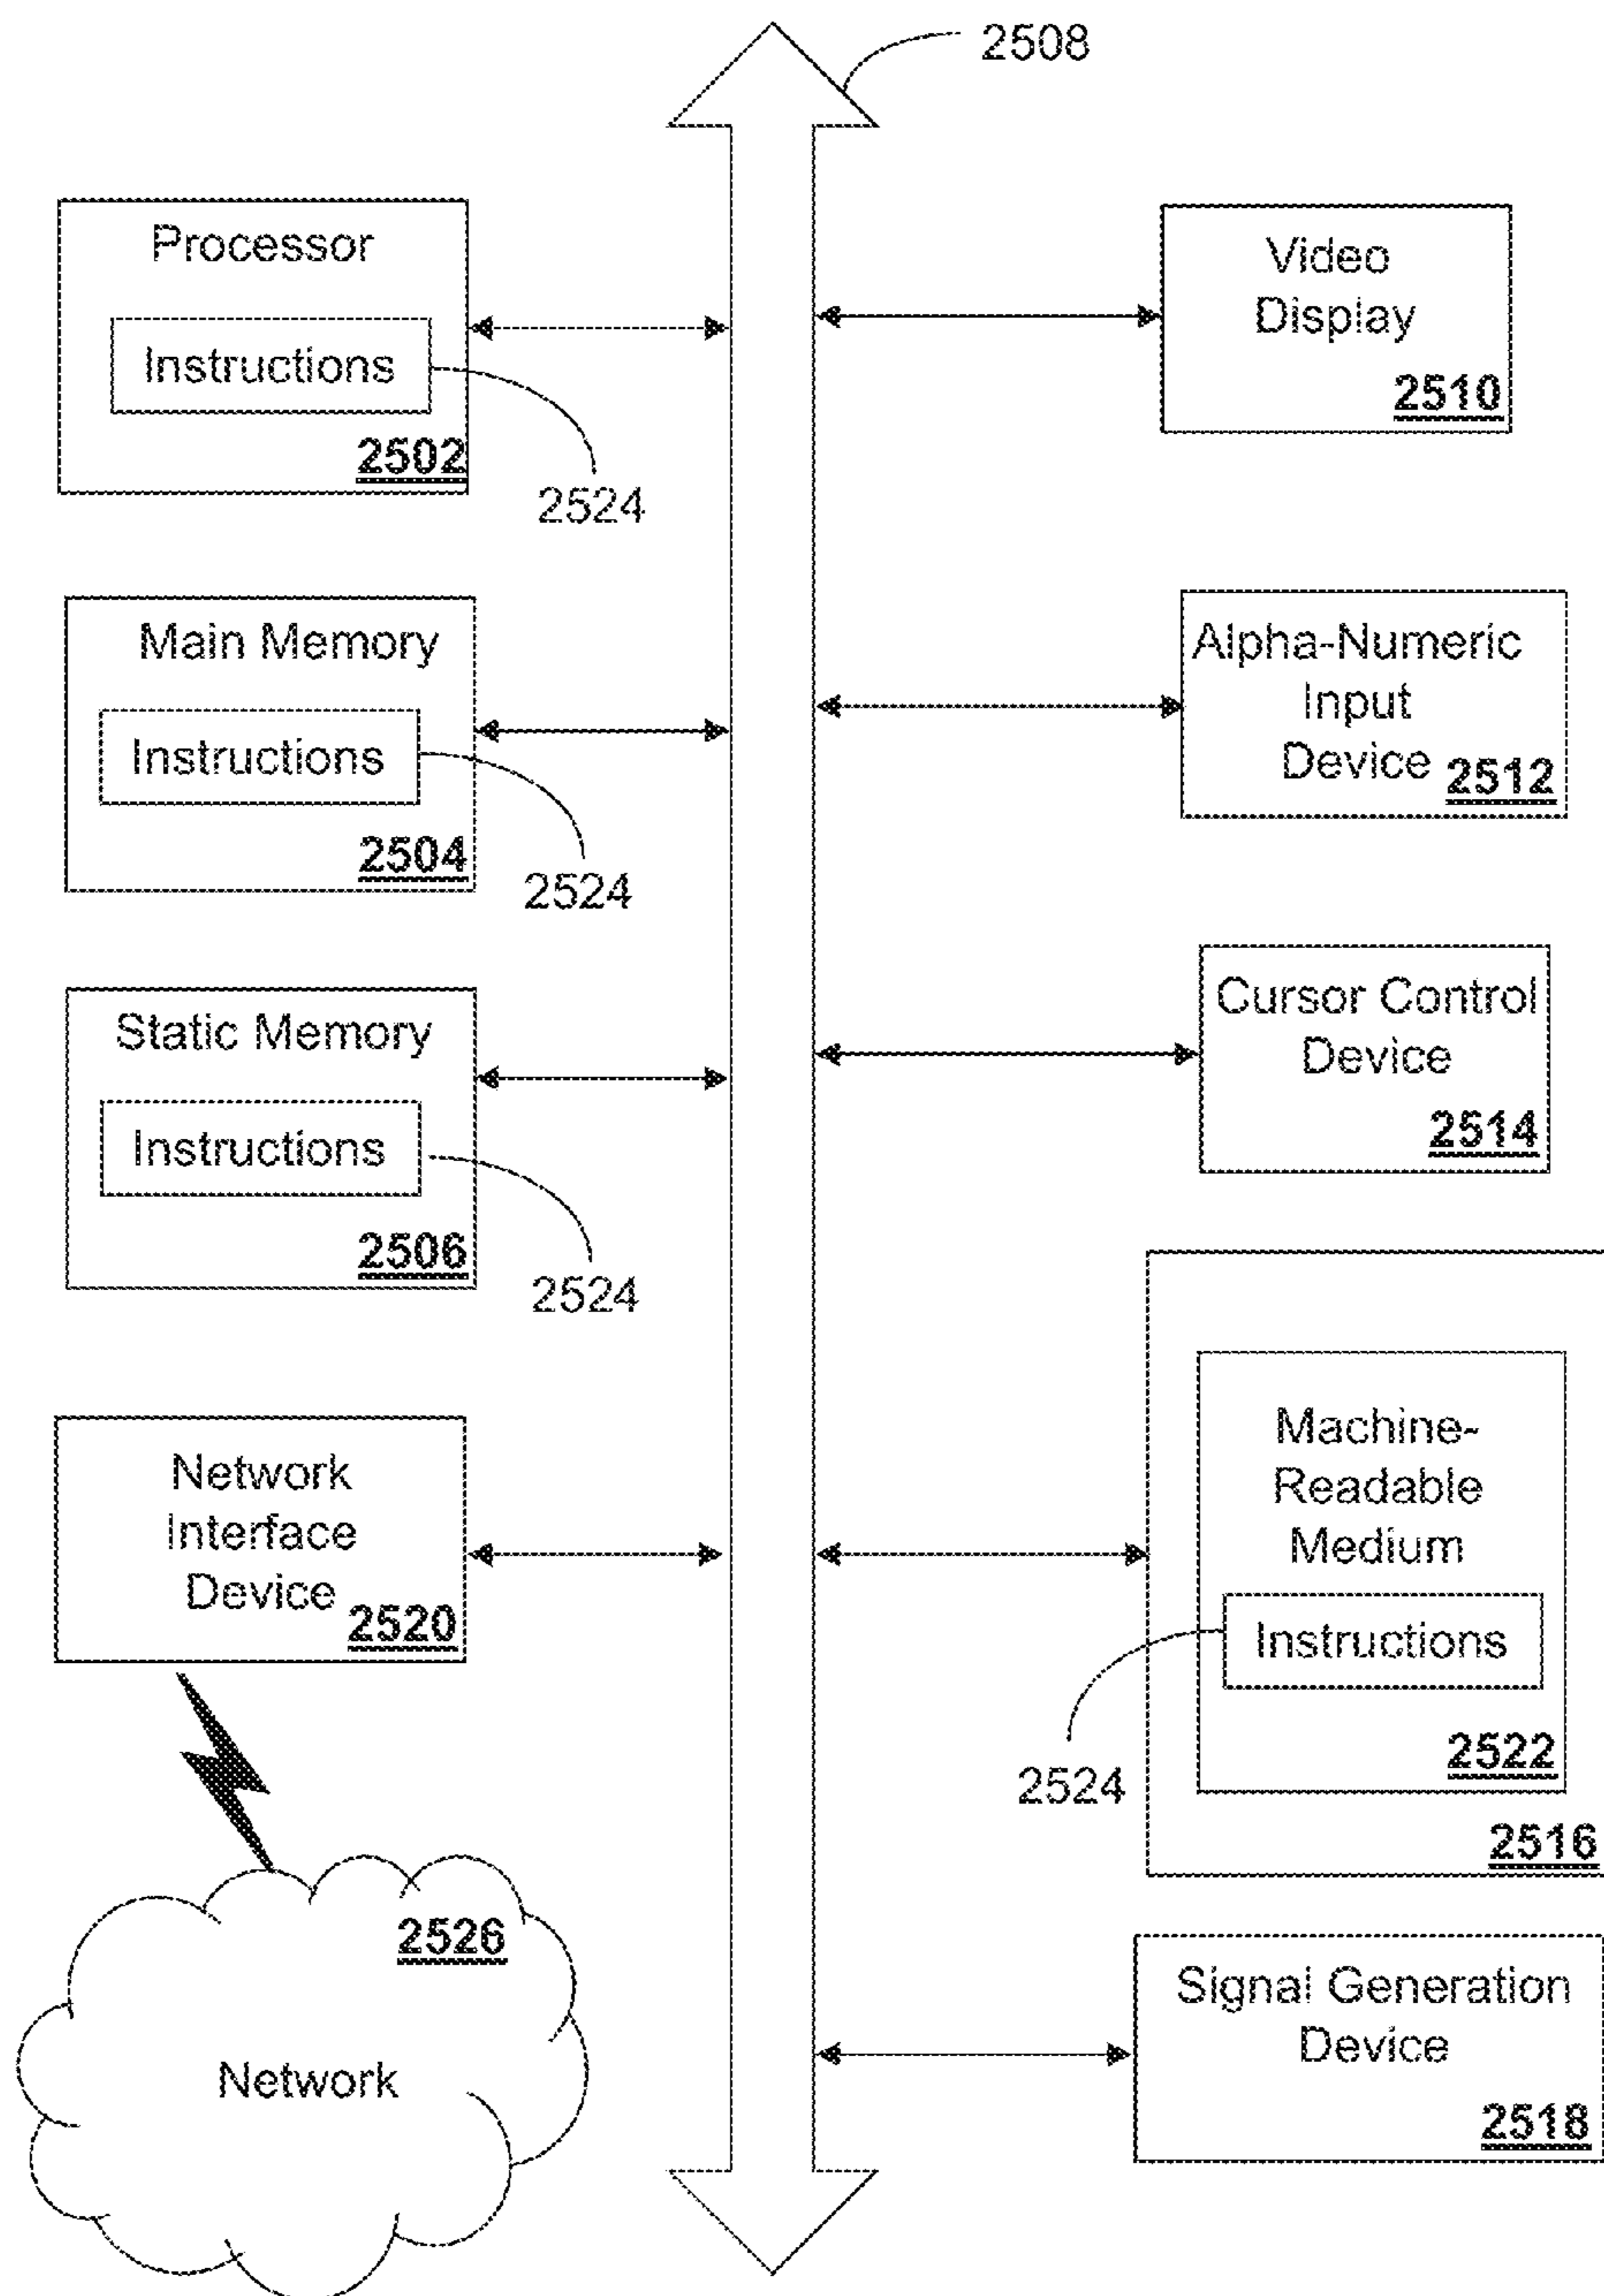 2508
Processor
Instructions
2502
2524
Main Memory
Instructions
2504
2524
Static Memory
Instructions
2506
2524
Network
Interface
Device
2520
2526
Network
Video
Display
2510
Alpha-Numeric
Input
Device
2512
Cursor Control
Device
2514
Machine-
Readable
Medium
Instructions
2524
2522
2516
Signal Generation
Device
2518